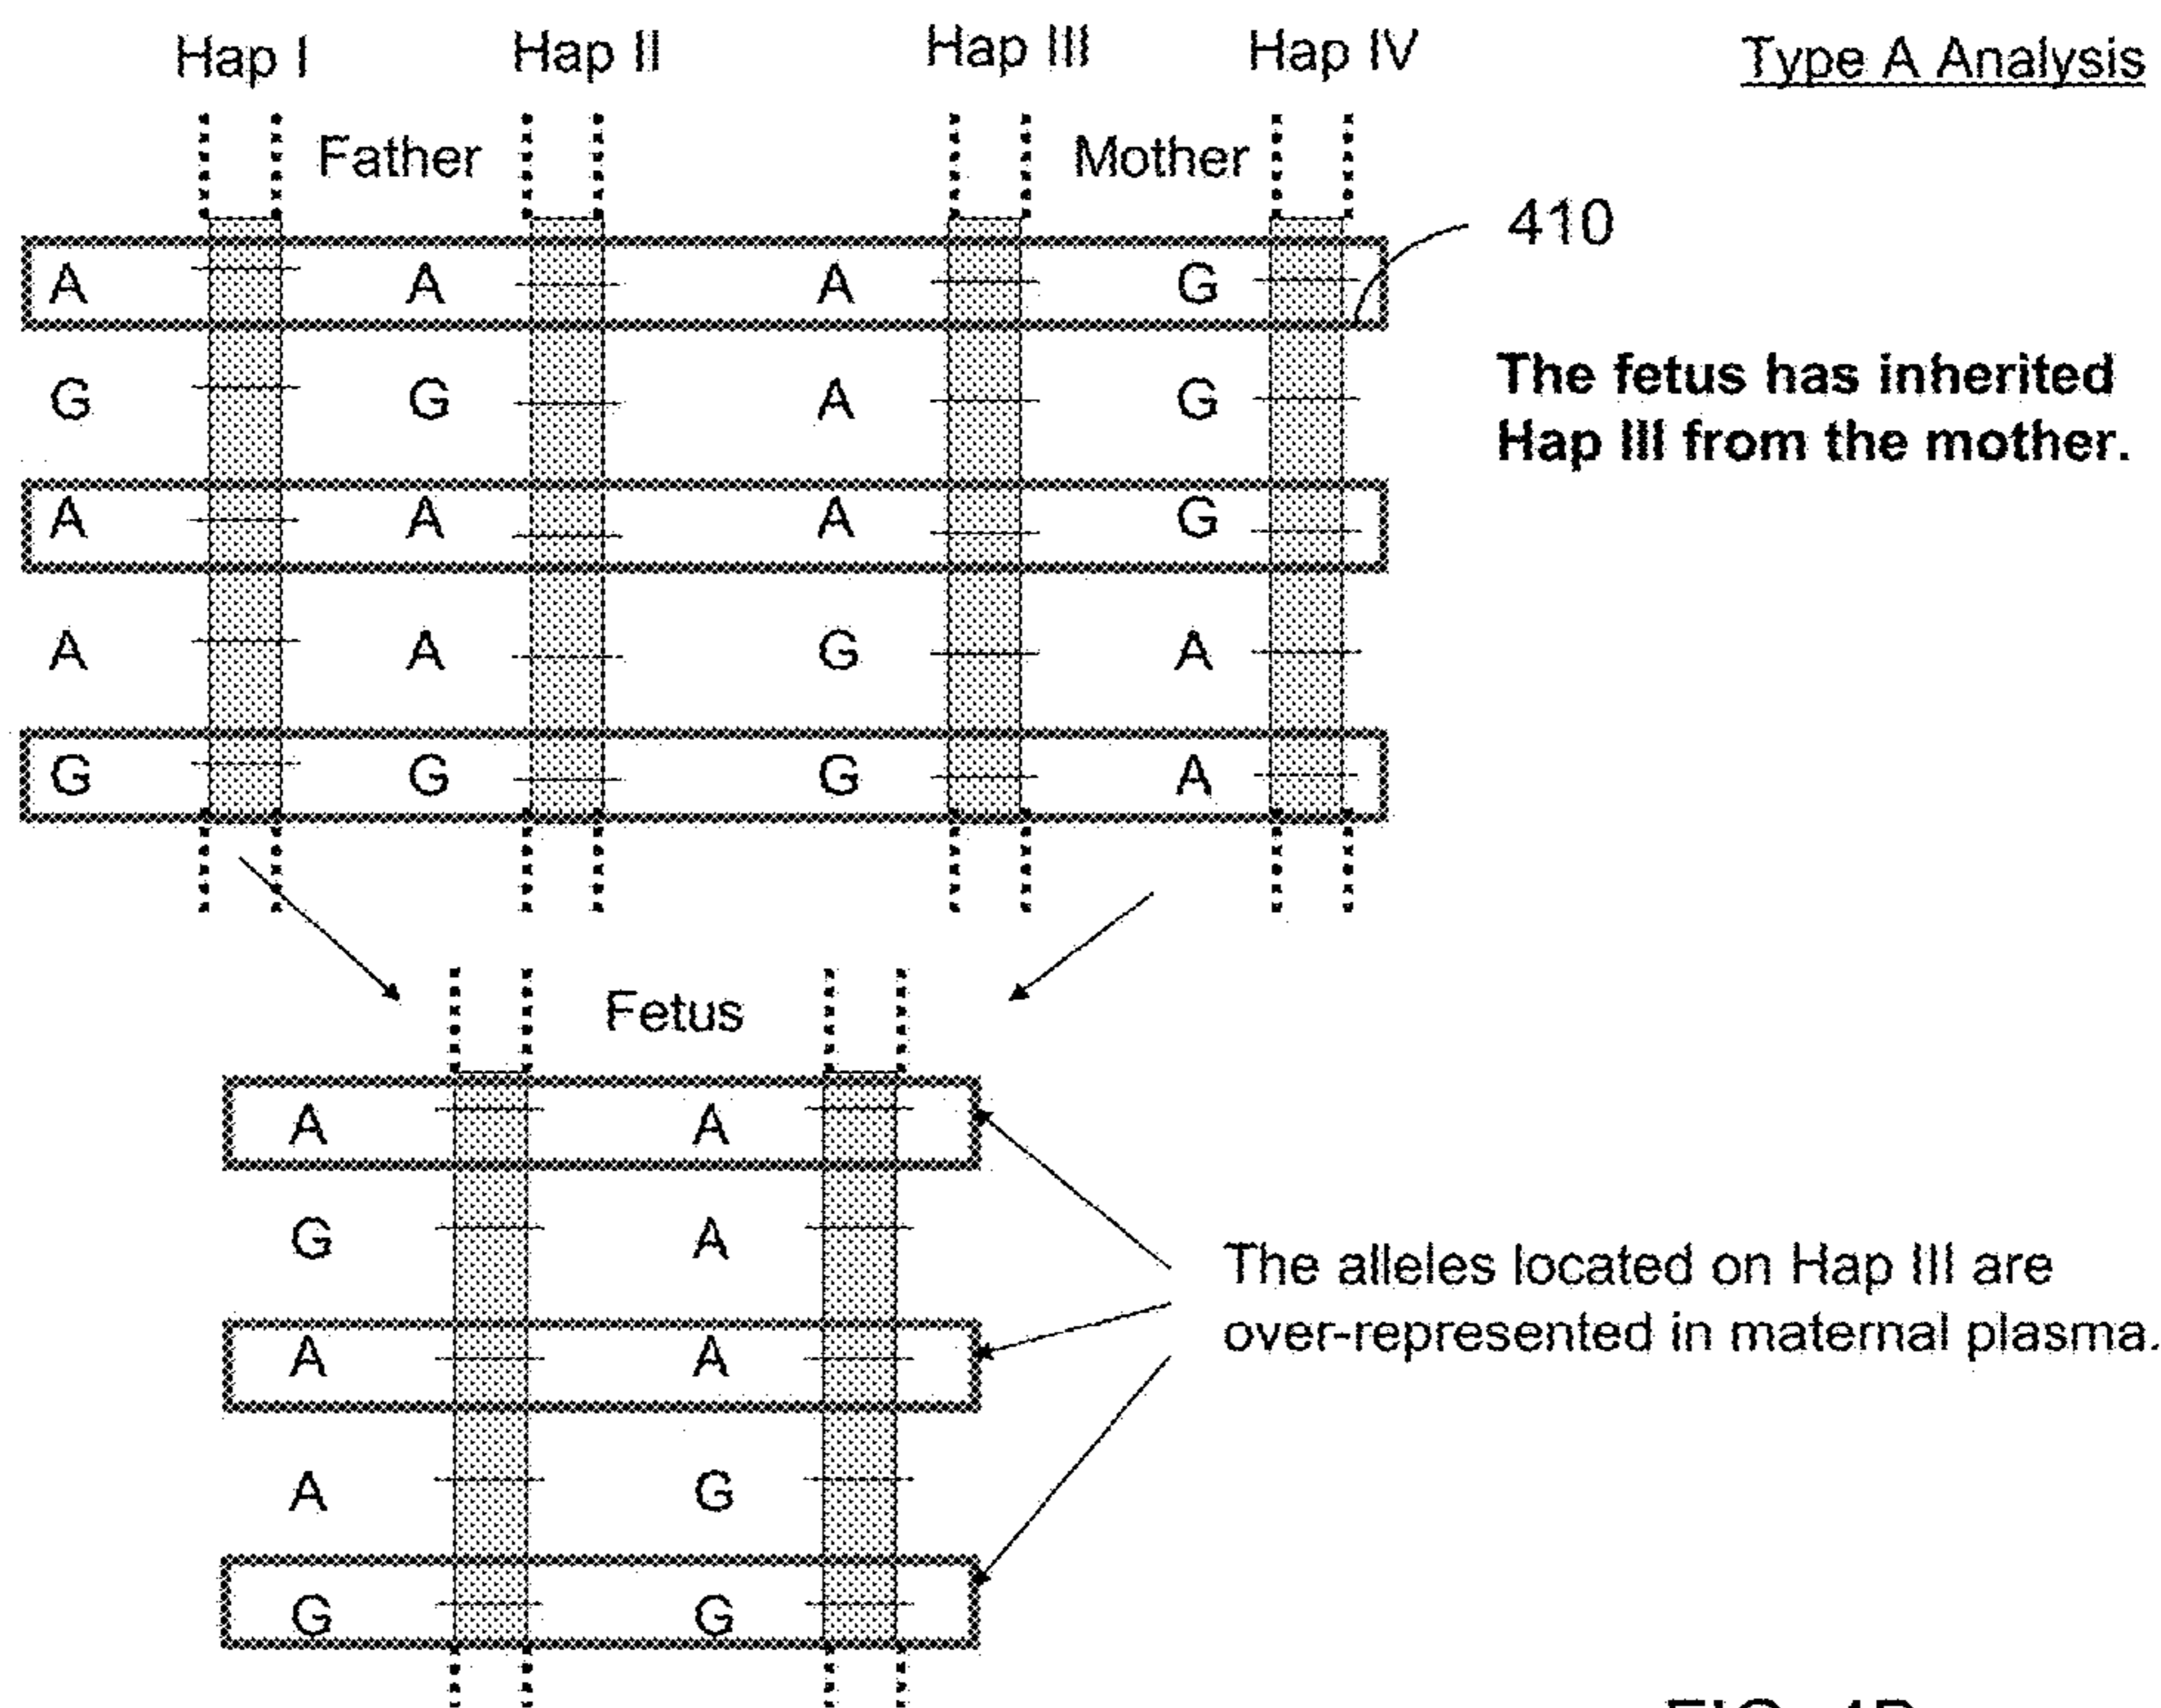 Hap I Hap II Hap III Hap IV Type A Analysis
Father Mother
410
A A A G
G G A G
The fetus has inherited
Hap III from the mother.
A A A G
A A G A
G G G A
Fetus
A A
G A
A A
A G
G G
The alleles located on Hap III are
over-represented in maternal plasma.